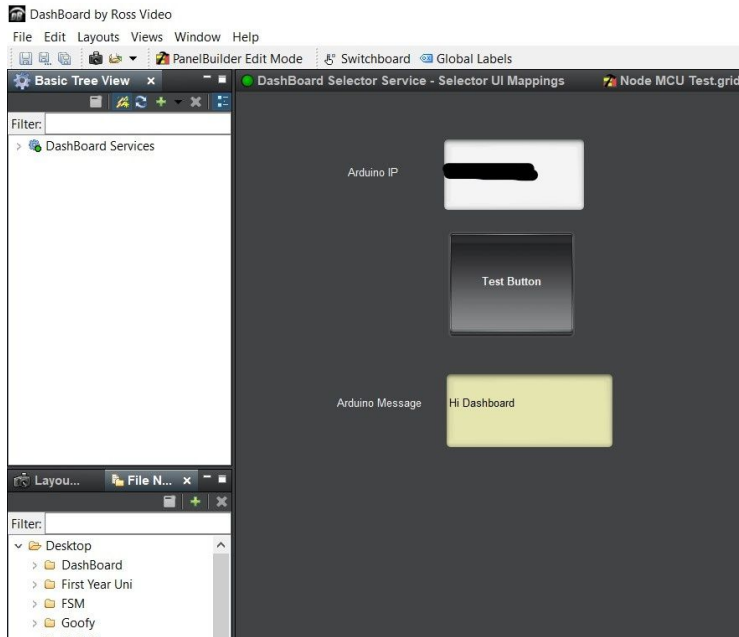 DashBoard by Ross Video
File Edit Layouts Views Window Help
PanelBuilder Edit Mode Switchboard Global Labels
Basic Tree View
DashBoard Selector Service - Selector UI Mappings
Node MCU Test.grid
Filter:
DashBoard Services
Arduino IP
Test Button
Arduino Message
Hi Dashboard
Layou...
File N...
Filter:
Desktop
DashBoard
First Year Uni
FSM
Goofy